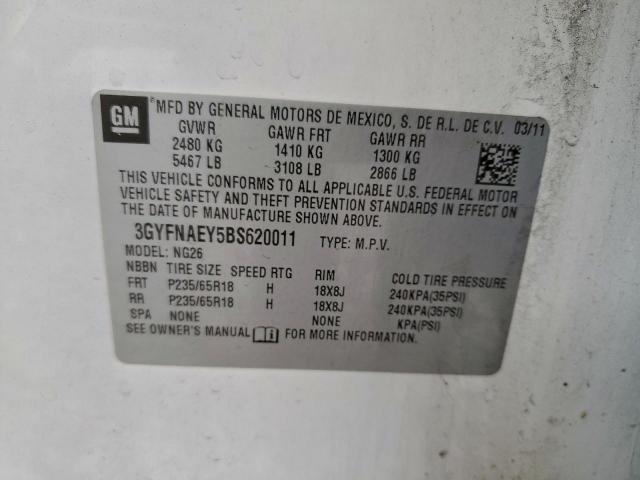 GM ®MFD BY GENERAL MOTORS DE MEXICO, S. DE R.L. DE C.V. 03/11
GVWR GAWR FRT GAWR RR
2480 KG 1410 KG 1300 KG
5467 LB 3108 LB 2866 LB
THIS VEHICLE CONFORMS TO ALL APPLICABLE U.S. FEDERAL MOTOR
VEHICLE SAFETY AND THEFT PREVENTION STANDARDS IN EFFECT ON
THE DATE OF MANUFACTURE SHOWN ABOVE.
3GYFNAEY5BS620011 TYPE: M.P.V.
MODEL: NG26
NBBN TIRE SIZE SPEED RTG RIM COLD TIRE PRESSURE
FRT P235/65R18 H 18X8J 240KPA(35PSI)
RR P235/65R18 H 18X8J 240KPA(35PSI)
SPA NONE NONE KPA(PSI)
SEE OWNER'S MANUAL i FOR MORE INFORMATION.